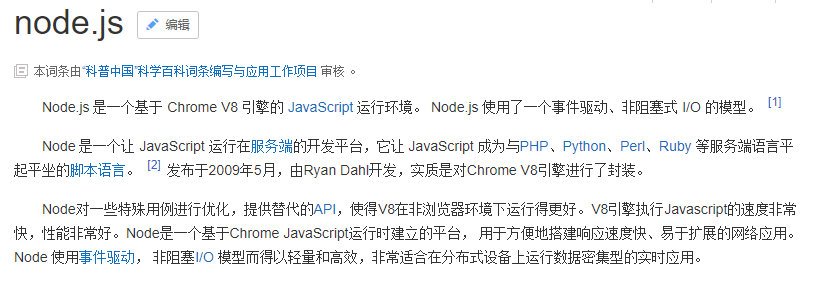 node.js 编辑
本词条由“科普中国”科学百科词条编写与应用工作项目 审核 。
Node.js 是一个基于 Chrome V8 引擎的 JavaScript 运行环境。 Node.js 使用了一个事件驱动、非阻塞式 I/O 的模型。 [1]
Node 是一个让 JavaScript 运行在服务端的开发平台，它让 JavaScript 成为与PHP、Python、Perl、Ruby 等服务端语言平
起平坐的脚本语言。 [2] 发布于2009年5月，由Ryan Dahl开发，实质是对Chrome V8引擎进行了封装。
Node对一些特殊用例进行优化，提供替代的API，使得V8在非浏览器环境下运行得更好。V8引擎执行Javascript的速度非常
快，性能非常好。Node是一个基于Chrome JavaScript运行时建立的平台， 用于方便地搭建响应速度快、易于扩展的网络应用。
Node 使用事件驱动， 非阻塞I/O 模型而得以轻量和高效，非常适合在分布式设备上运行数据密集型的实时应用。